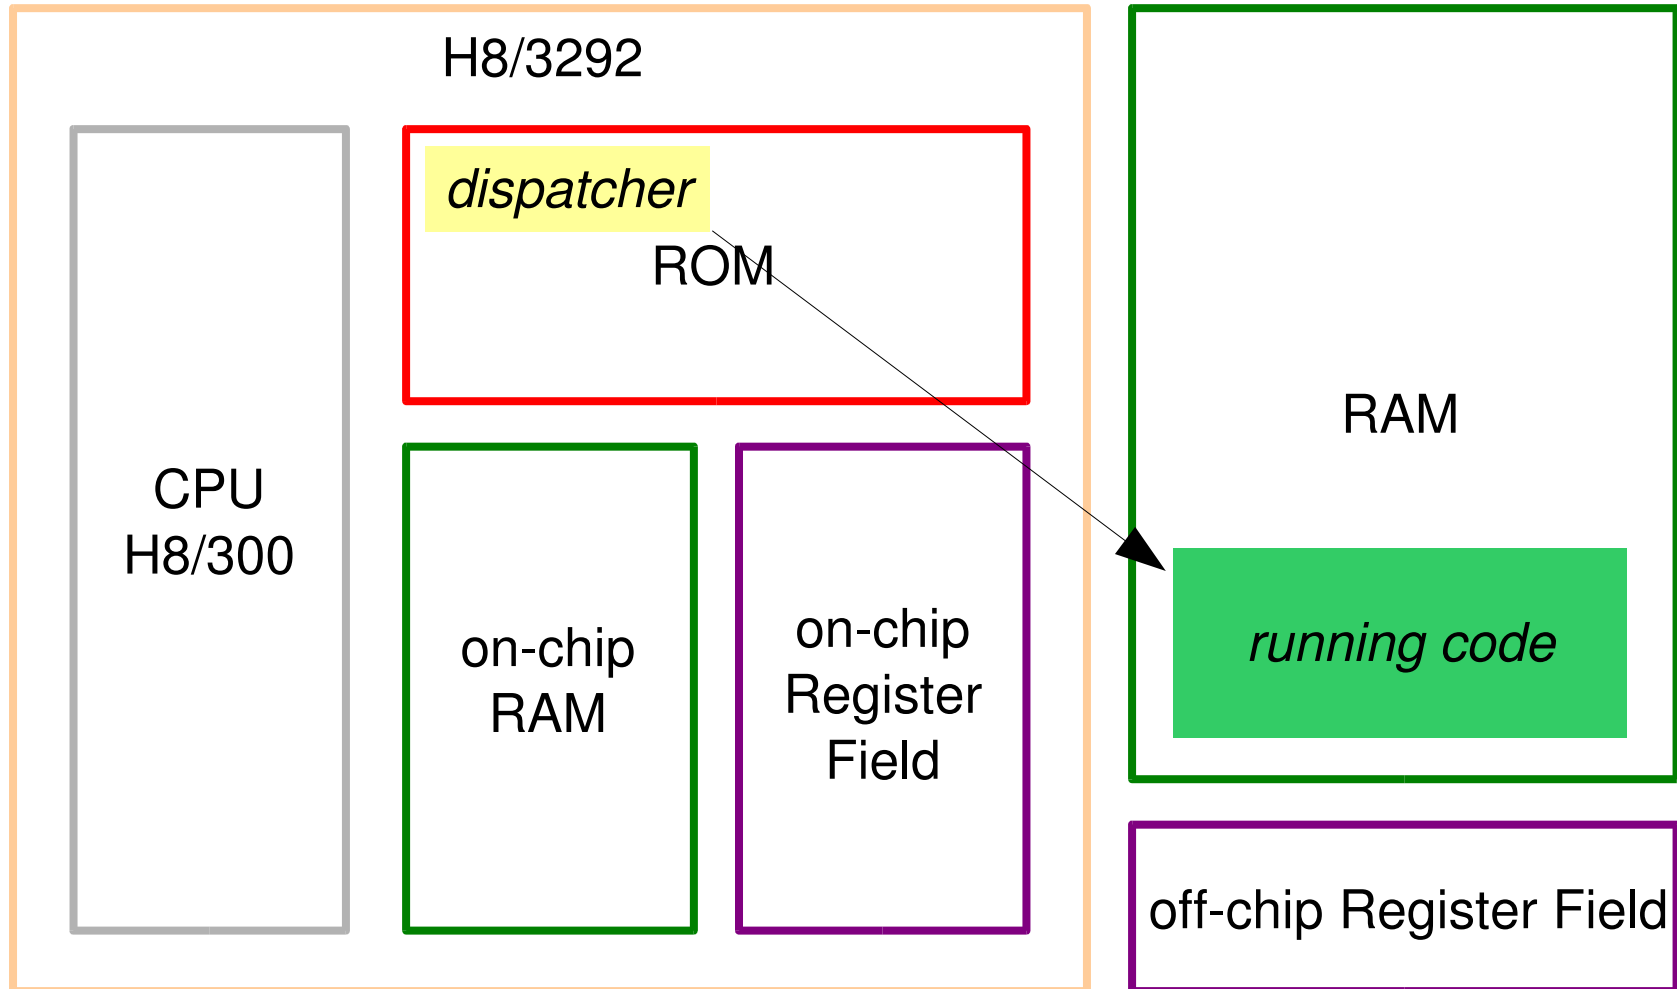 H8/3292
dispatcher
ROM
CPU
H8/300
on-chip
RAM
on-chip
Register
Field
RAM
running code
off-chip Register Field